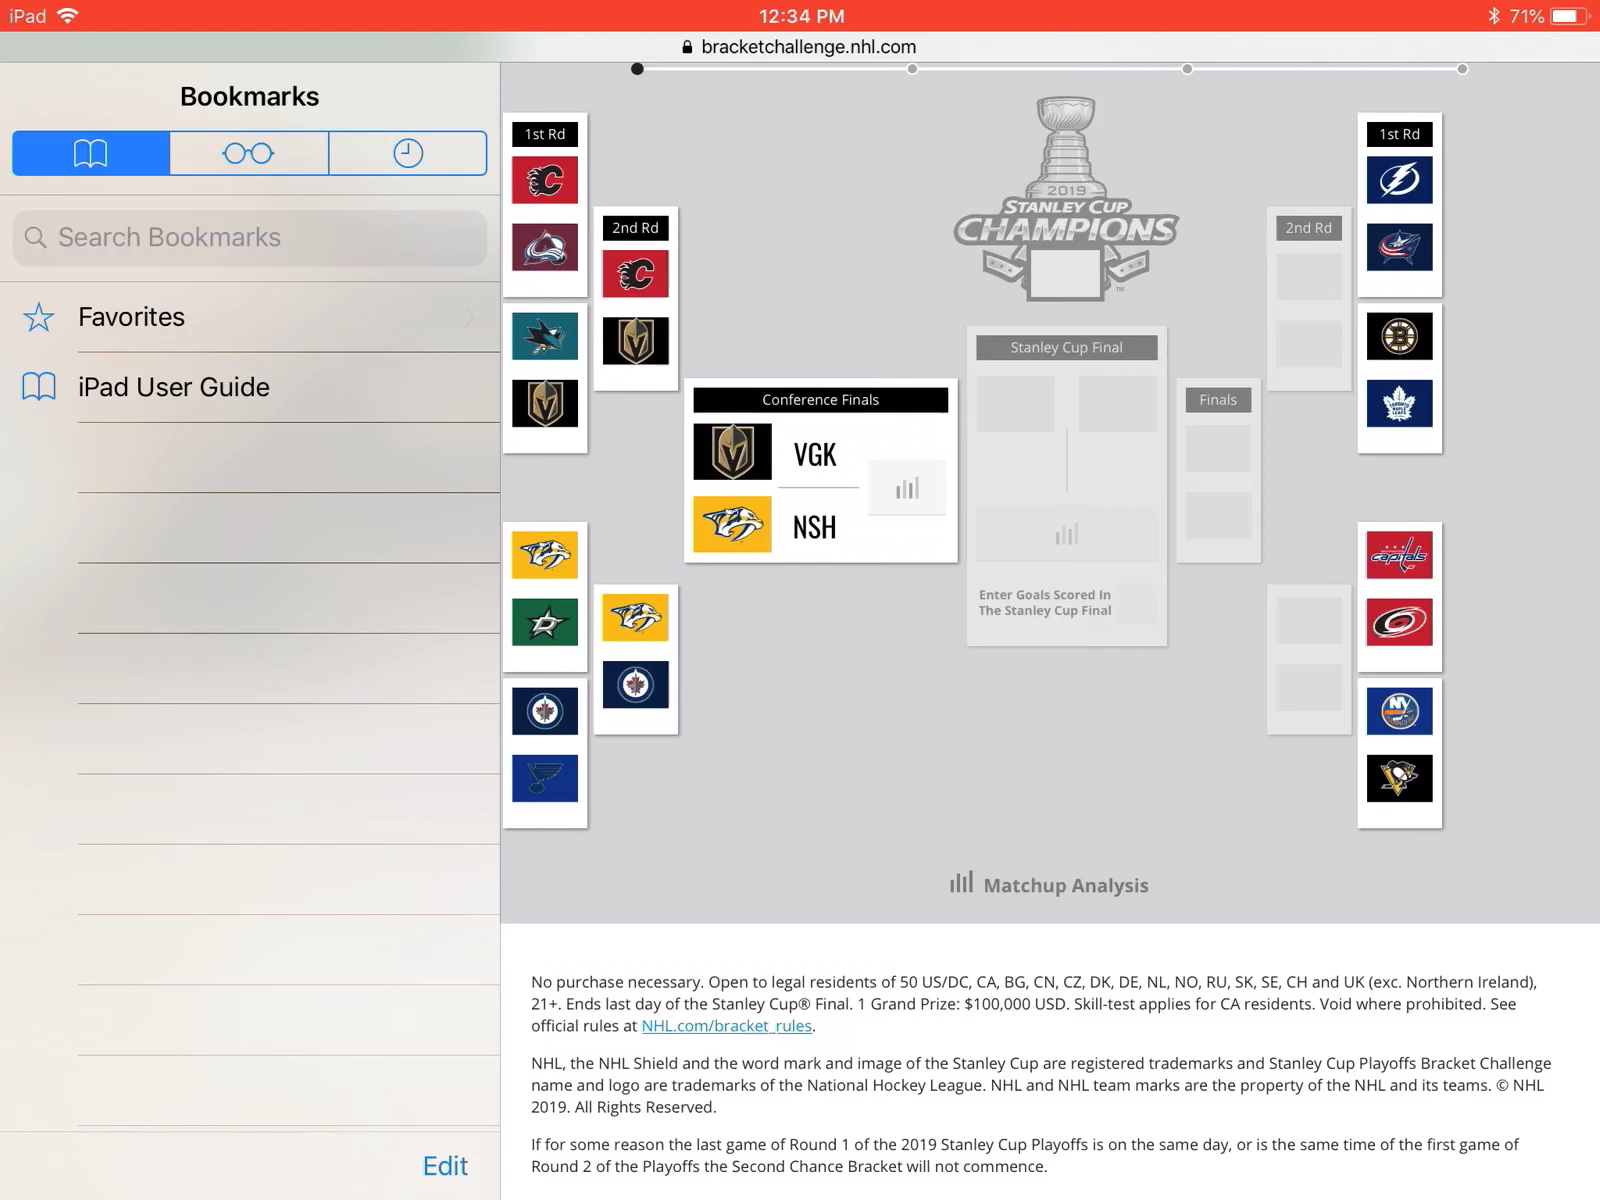 iPad
12:34 PM
71%
bracketchallenge.nhl.com
Bookmarks
Search Bookmarks
Favorites
iPad User Guide
Edit
1st Rd
2nd Rd
Conference Finals
VGK
NSH
2019
STANLEY CUP
CHAMPIONS
TM
Stanley Cup Final
Enter Goals Scored In
The Stanley Cup Final
Finals
2nd Rd
1st Rd
TORONTO
MAPLE
LEAFS
capitals
NY
Matchup Analysis
No purchase necessary. Open to legal residents of 50 US/DC, CA, BG, CN, CZ, DK, DE, NL, NO, RU, SK, SE, CH and UK (exc. Northern Ireland),
21+. Ends last day of the Stanley Cup® Final. 1 Grand Prize: $100,000 USD. Skill-test applies for CA residents. Void where prohibited. See
official rules at NHL.com/bracket_rules.
NHL, the NHL Shield and the word mark and image of the Stanley Cup are registered trademarks and Stanley Cup Playoffs Bracket Challenge
name and logo are trademarks of the National Hockey League. NHL and NHL team marks are the property of the NHL and its teams. © NHL
2019. All Rights Reserved.
If for some reason the last game of Round 1 of the 2019 Stanley Cup Playoffs is on the same day, or is the same time of the first game of
Round 2 of the Playoffs the Second Chance Bracket will not commence.